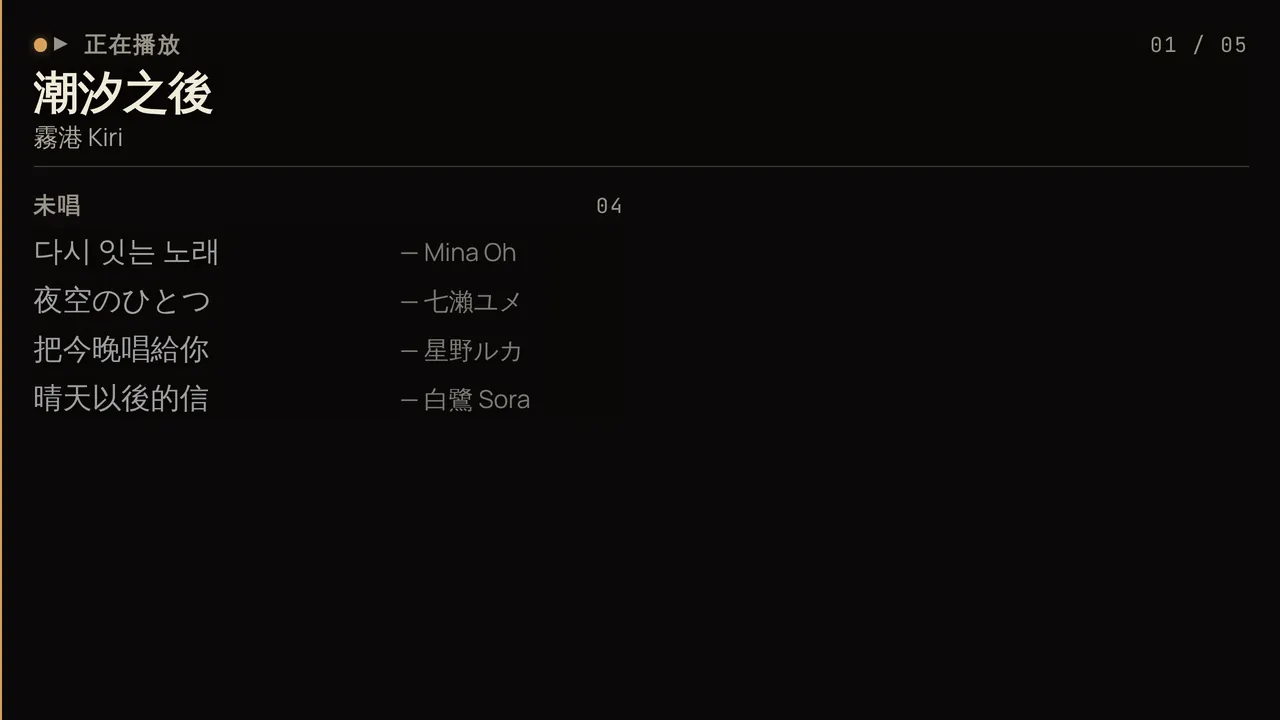 ▶ 正在播放 01 / 05
潮汐之後
霧港 Kiri
未唱 04
다시 잇는 노래 — Mina Oh
夜空のひとつ — 七瀨ユメ
把今晚唱給你 — 星野ルカ
晴天以後的信 — 白鷺 Sora